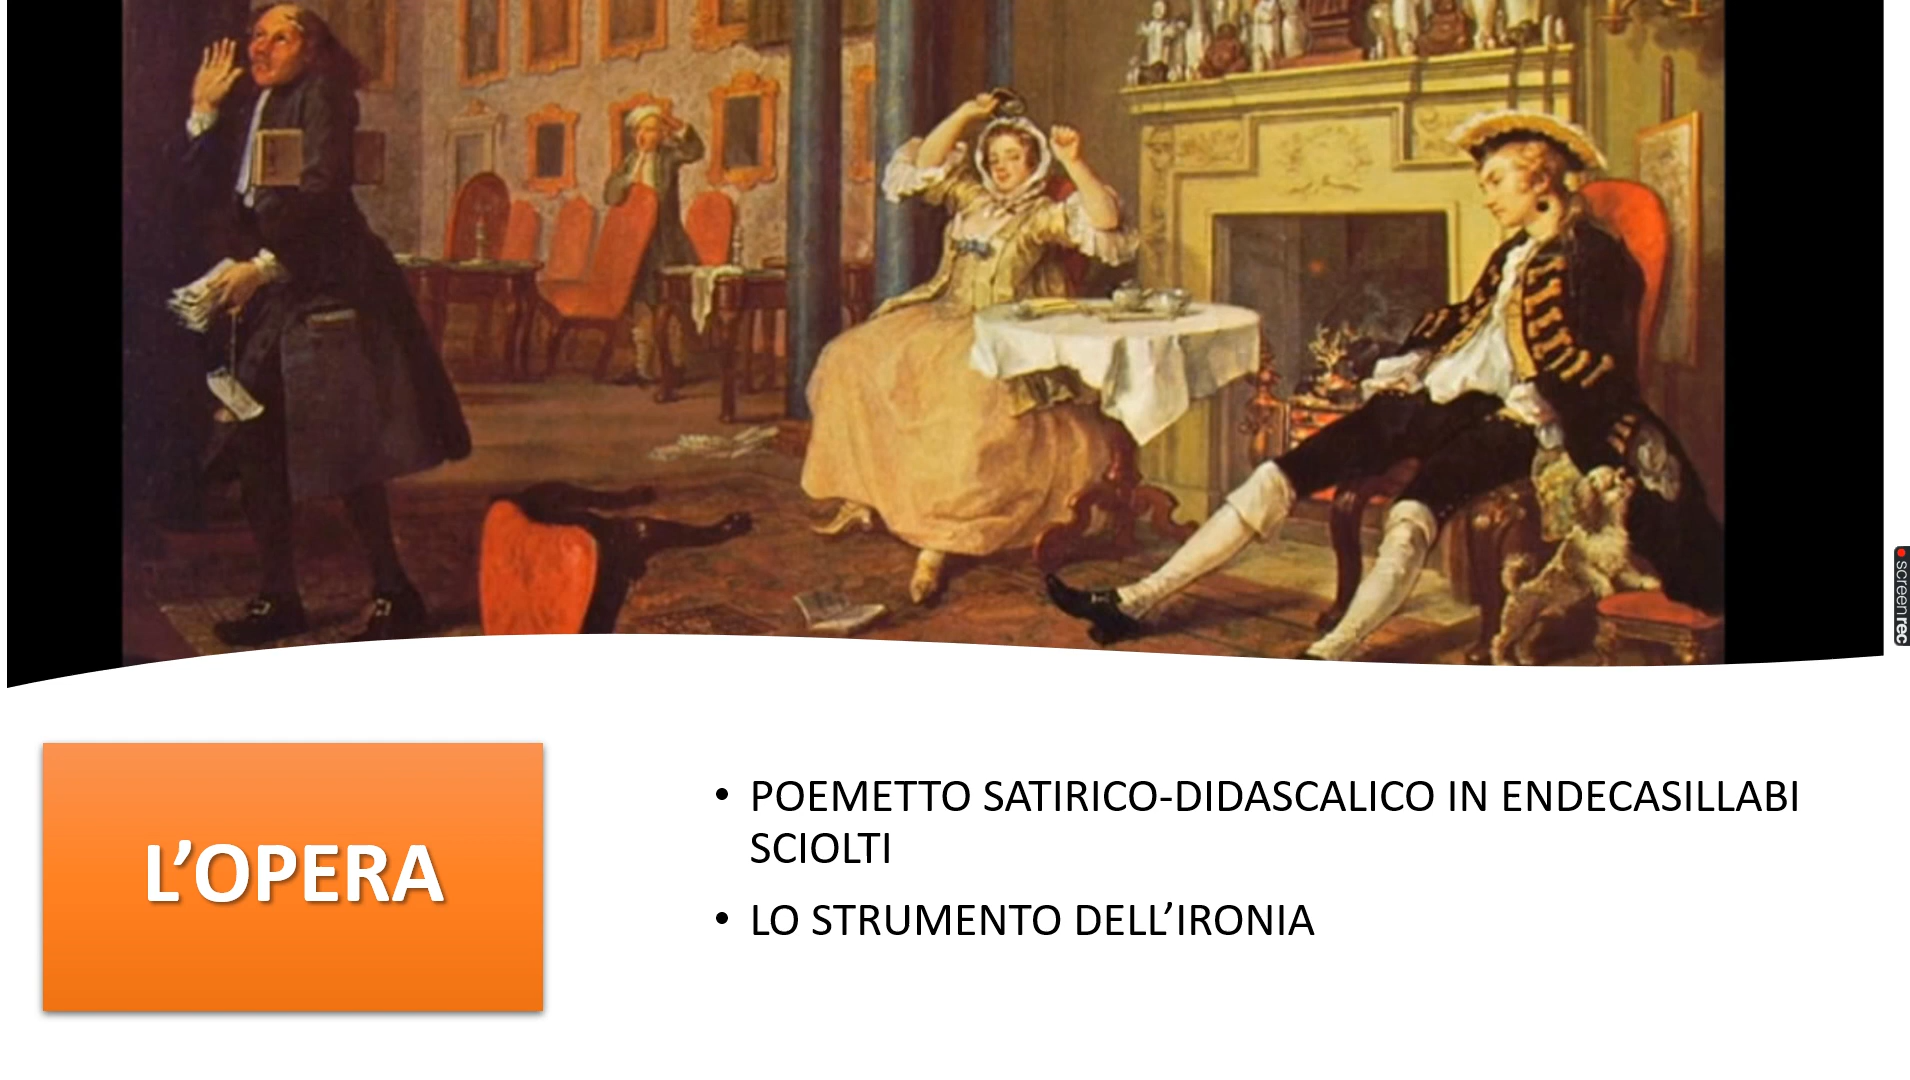 screenrec
L’OPERA
• POEMETTO SATIRICO-DIDASCALICO IN ENDECASILLABI
SCIOLTI
• LO STRUMENTO DELL’IRONIA